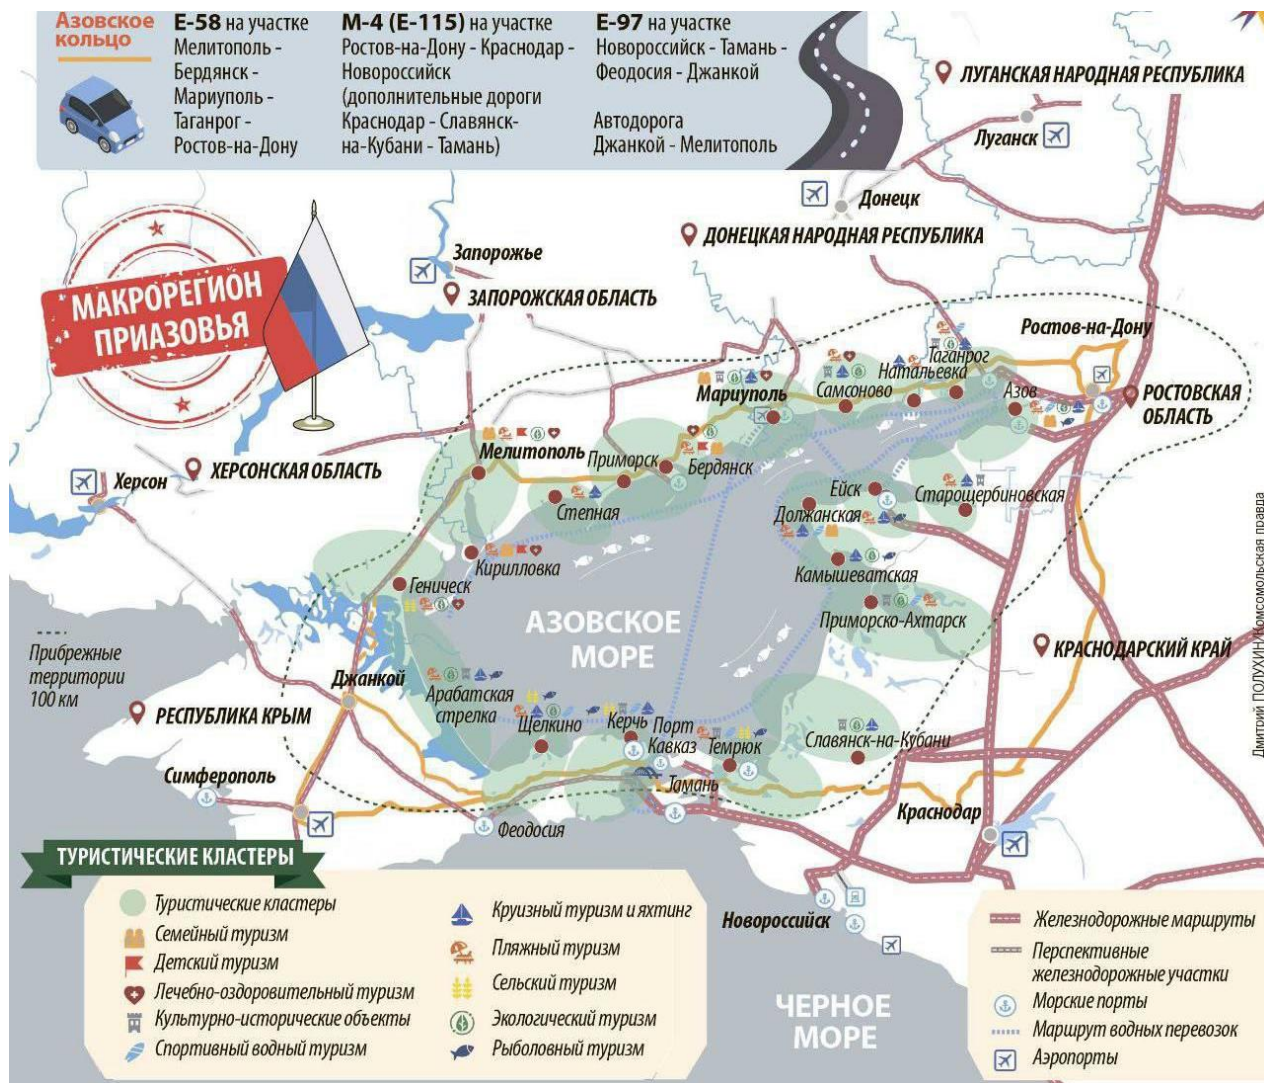 Азовское
кольцо
Е-58 на участке
Мелитополь -
Бердянск -
Мариуполь -
Таганрог -
Ростов-на-Дону
М-4 (Е-115) на участке
Ростов-на-Дону - Краснодар -
Новороссийск
(дополнительные дороги
Краснодар - Славянск-
на-Кубани - Тамань)
Е-97 на участке
Новороссийск - Тамань -
Феодосия - Джанкой
Автодорога
Джанкой - Мелитополь
ЛУГАНСКАЯ НАРОДНАЯ РЕСПУБЛИКА
Луганск
Донецк
ДОНЕЦКАЯ НАРОДНАЯ РЕСПУБЛИКА
Запорожье
ЗАПОРОЖСКАЯ ОБЛАСТЬ
МАКРОРЕГИОН
ПРИАЗОВЬЯ
Ростов-на-Дону
Таганрог
Натальевка
Самсоново
Мариуполь
Азов
РОСТОВСКАЯ
ОБЛАСТЬ
Мелитополь
Приморск
Бердянск
ХЕРСОНСКАЯ ОБЛАСТЬ
Херсон
Степная
Ейск
Старощербиновская
Должанская
Кирилловка
Камышеватская
Геническ
Приморско-Ахтарск
АЗОВСКОЕ
МОРЕ
КРАСНОДАРСКИЙ КРАЙ
Прибрежные
территории
100 км
Джанкой
Арабатская
стрелка
РЕСПУБЛИКА КРЫМ
Щелкино
Керчь
Порт
Кавказ
Темрюк
Славянск-на-Кубани
Симферополь
Тамань
Краснодар
Феодосия
Новороссийск
ЧЕРНОЕ
МОРЕ
Дмитрий ПОЛУХИН/Комсомольская правда
ТУРИСТИЧЕСКИЕ КЛАСТЕРЫ
Туристические кластеры
Семейный туризм
Детский туризм
Лечебно-оздоровительный туризм
Культурно-исторические объекты
Спортивный водный туризм
Круизный туризм и яхтинг
Пляжный туризм
Сельский туризм
Экологический туризм
Рыболовный туризм
Железнодорожные маршруты
Перспективные
железнодорожные участки
Морские порты
Маршрут водных перевозок
Аэропорты